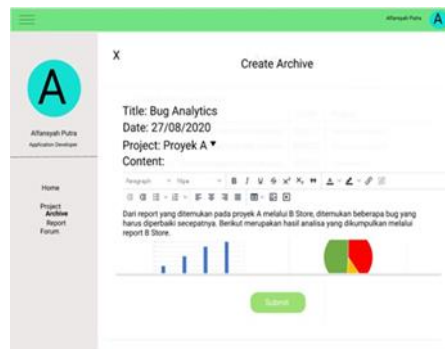 Alfansyah Putra A
X
Create Archive
A
Title: Bug Analytics
Date: 27/08/2020
Project: Proyek A ▼
Content:
Alfansyah Putra
Application Developer
Paragraph
B I U
Dari report yang ditemukan pada proyek A melalui B Store, ditemukan beberapa bug yang
harus diperbaiki secepatnya. Berikut merupakan hasil analisa yang dikumpulkan melalui
report B Store.
Home
Project
Archive
Report
Forum
Submit